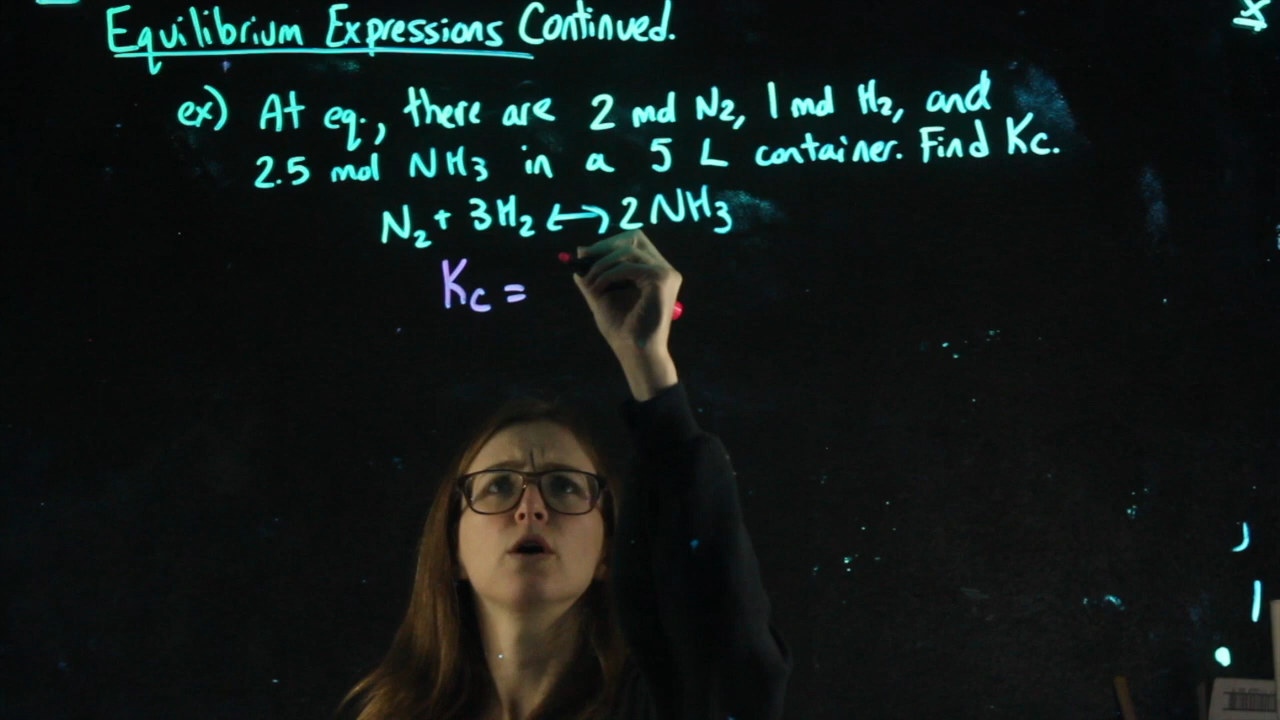 Equilibrium Expressions Continued.
ex) At eq., there are 2 mol N2, 1 mol H2, and
2.5 mol NH3 in a 5 L container. Find Kc.
N2 + 3H2 ↔ 2NH3
Kc =